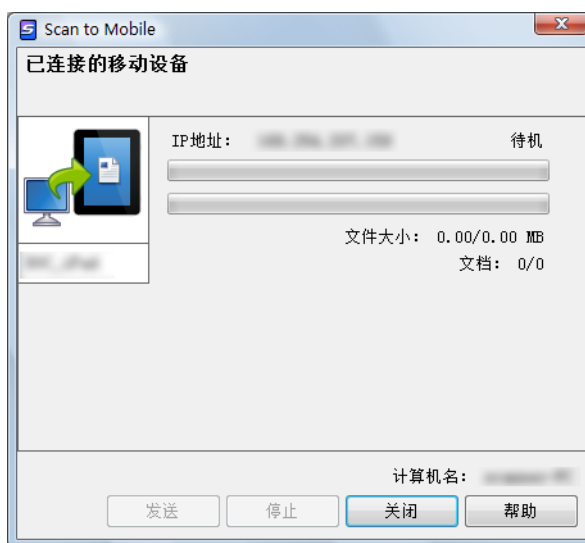 Scan to Mobile
已连接的移动设备
IP地址： 待机
文件大小： 0.00/0.00 MB
文档： 0/0
计算机名：
发送 停止 关闭 帮助